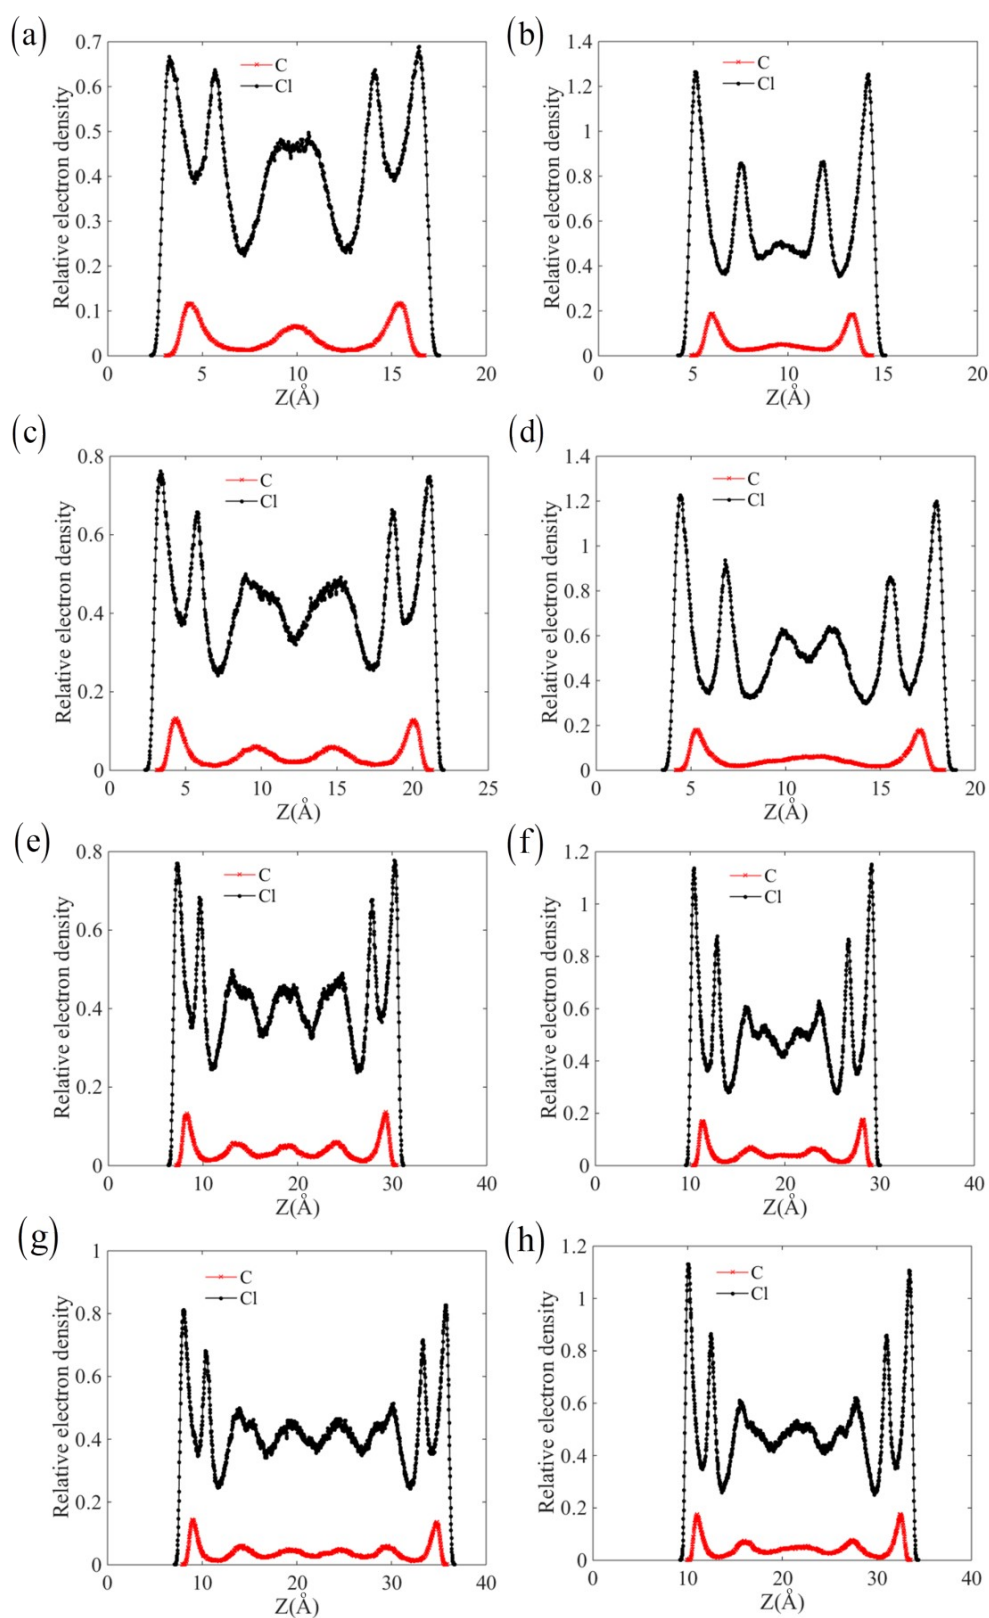 (a)
0.7
0.6
0.5
0.4
0.3
0.2
0.1
0
Relative electron density
C
Cl
0 5 10 15 20
Z(Å)
(b)
1.4
1.2
1
0.8
0.6
0.4
0.2
0
Relative electron density
C
Cl
0 5 10 15 20
Z(Å)
(c)
0.8
0.6
0.4
0.2
0
Relative electron density
C
Cl
0 5 10 15 20 25
Z(Å)
(d)
1.4
1.2
1
0.8
0.6
0.4
0.2
0
Relative electron density
C
Cl
0 5 10 15 20
Z(Å)
(e)
0.8
0.6
0.4
0.2
0
Relative electron density
C
Cl
0 10 20 30 40
Z(Å)
(f)
1.2
1
0.8
0.6
0.4
0.2
0
Relative electron density
C
Cl
0 10 20 30 40
Z(Å)
(g)
1
0.8
0.6
0.4
0.2
0
Relative electron density
C
Cl
0 10 20 30 40
Z(Å)
(h)
1.2
1
0.8
0.6
0.4
0.2
0
Relative electron density
C
Cl
0 10 20 30 40
Z(Å)